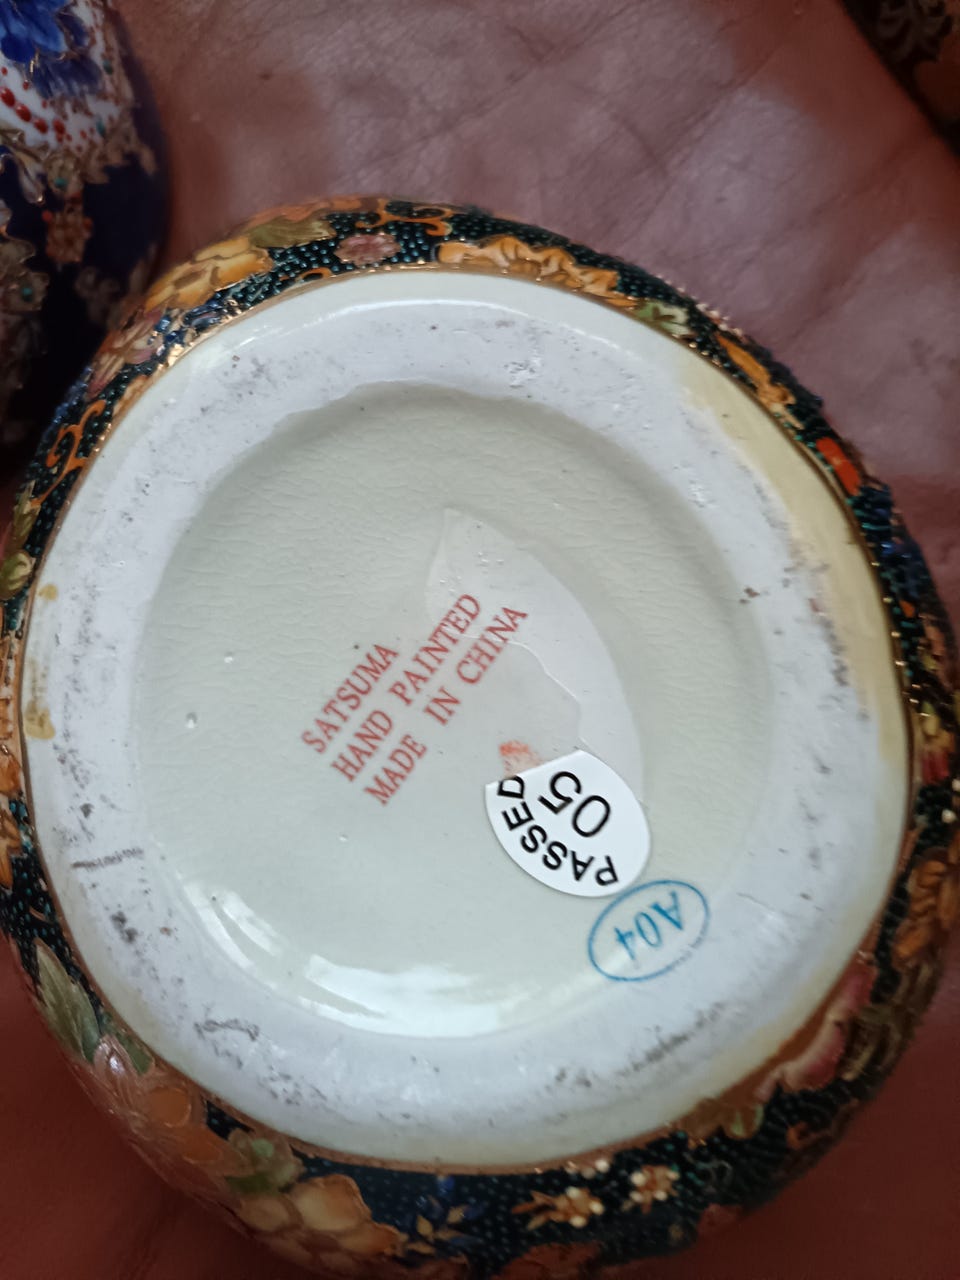 SATSUMA
HAND PAINTED
MADE IN CHINA
PASSED
05
A04